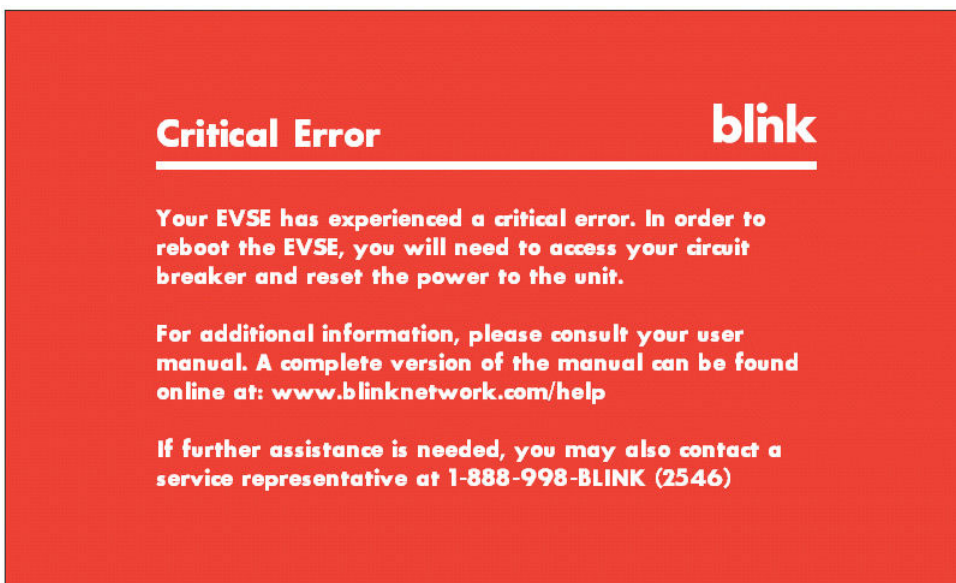 Critical Error
blink
Your EVSE has experienced a critical error. In order to
reboot the EVSE, you will need to access your circuit
breaker and reset the power to the unit.
For additional information, please consult your user
manual. A complete version of the manual can be found
online at: www.blinknetwork.com/help
If further assistance is needed, you may also contact a
service representative at 1-888-998-BLINK (2546)